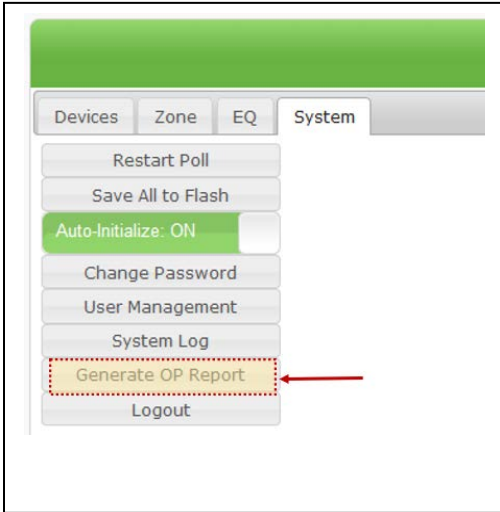 Devices Zone EQ System
Restart Poll
Save All to Flash
Auto-Initialize: ON
Change Password
User Management
System Log
Generate OP Report
Logout